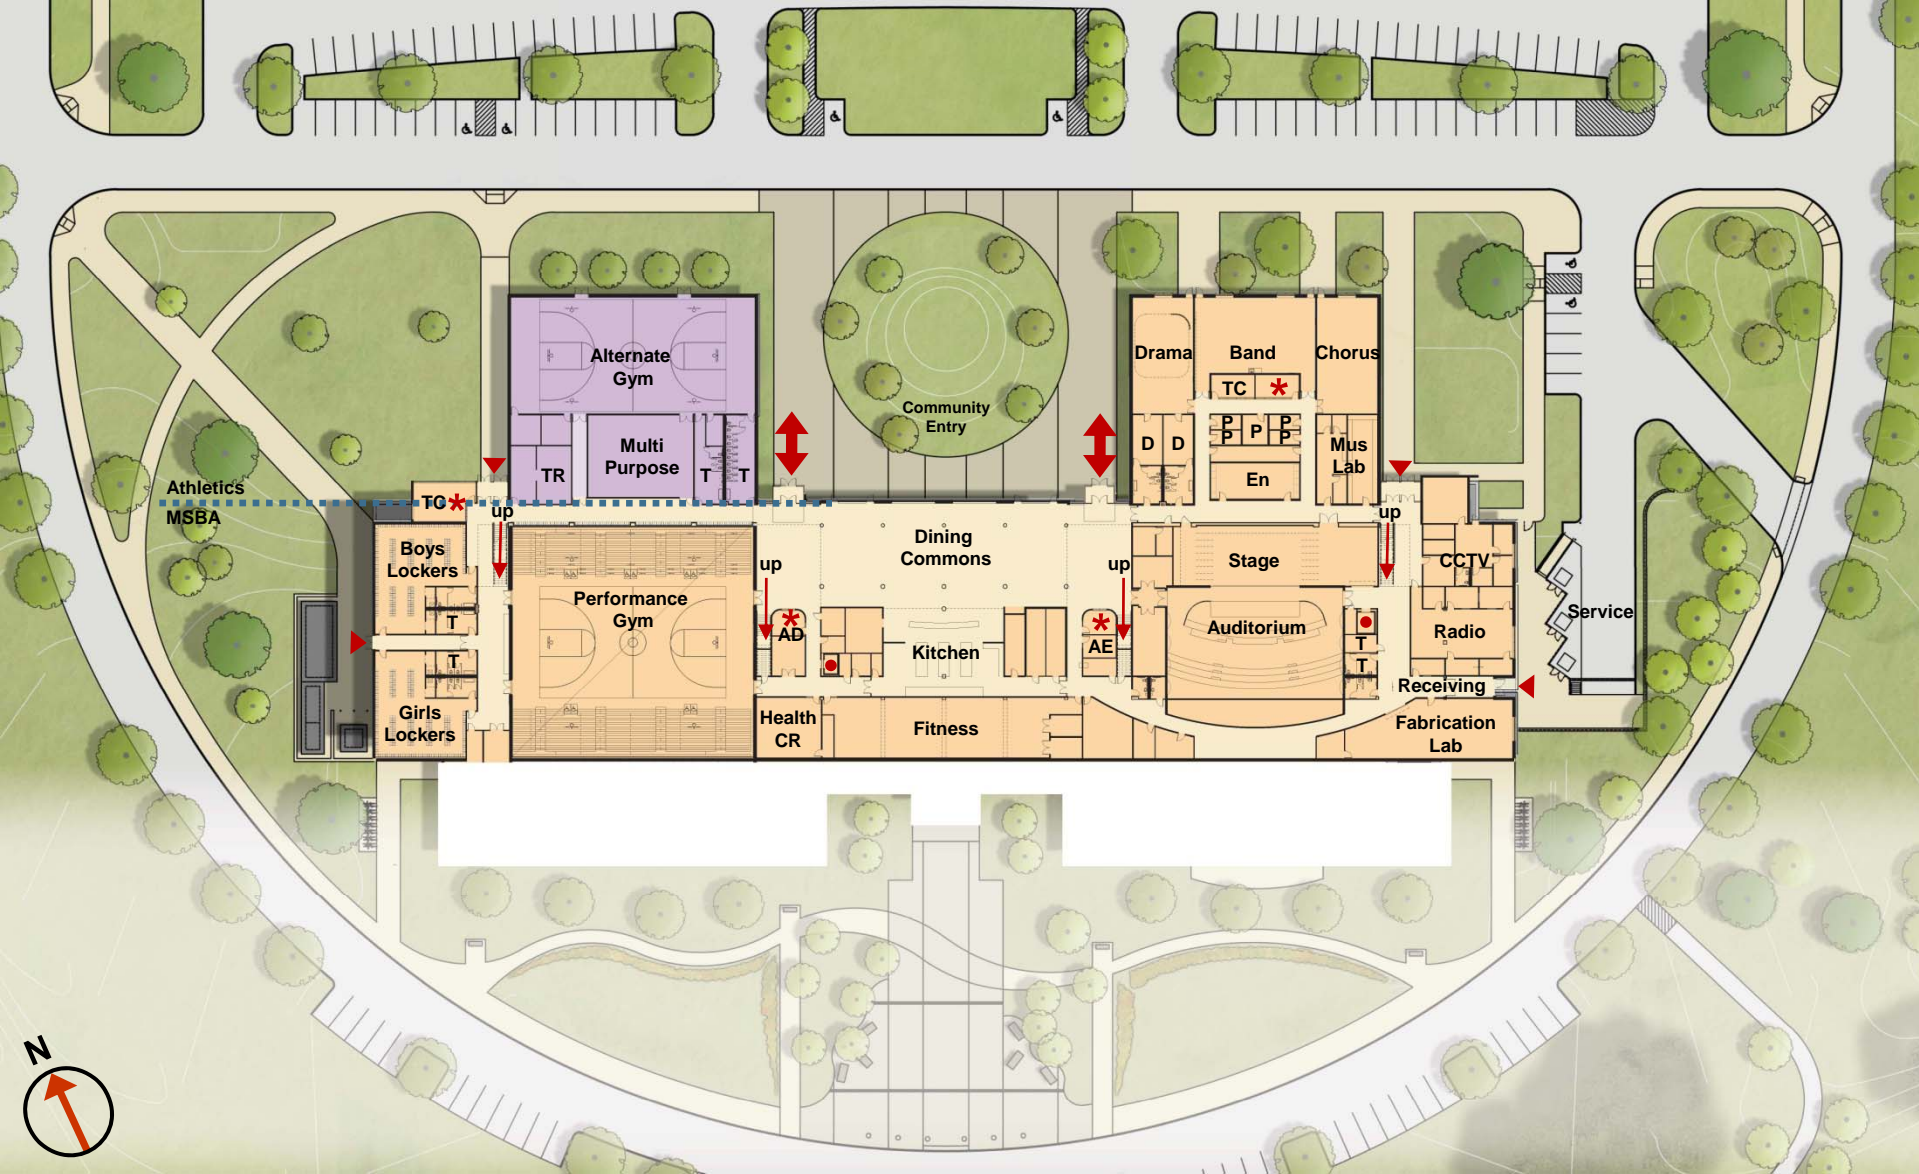 Alternate
Gym
Drama
Band
Chorus
TC
*
Community
Entry
P
P
P
P
P
D
D
Mus
Lab
Multi
Purpose
TR
T
T
En
Athletics
MSBA
TC
*
up
up
Dining
Commons
Boys
Lockers
up
up
Stage
CCTV
Performance
Gym
T
*
AD
*
AE
Auditorium
T
Radio
Service
T
Kitchen
T
Receiving
Girls
Lockers
Health
CR
Fitness
Fabrication
Lab
N